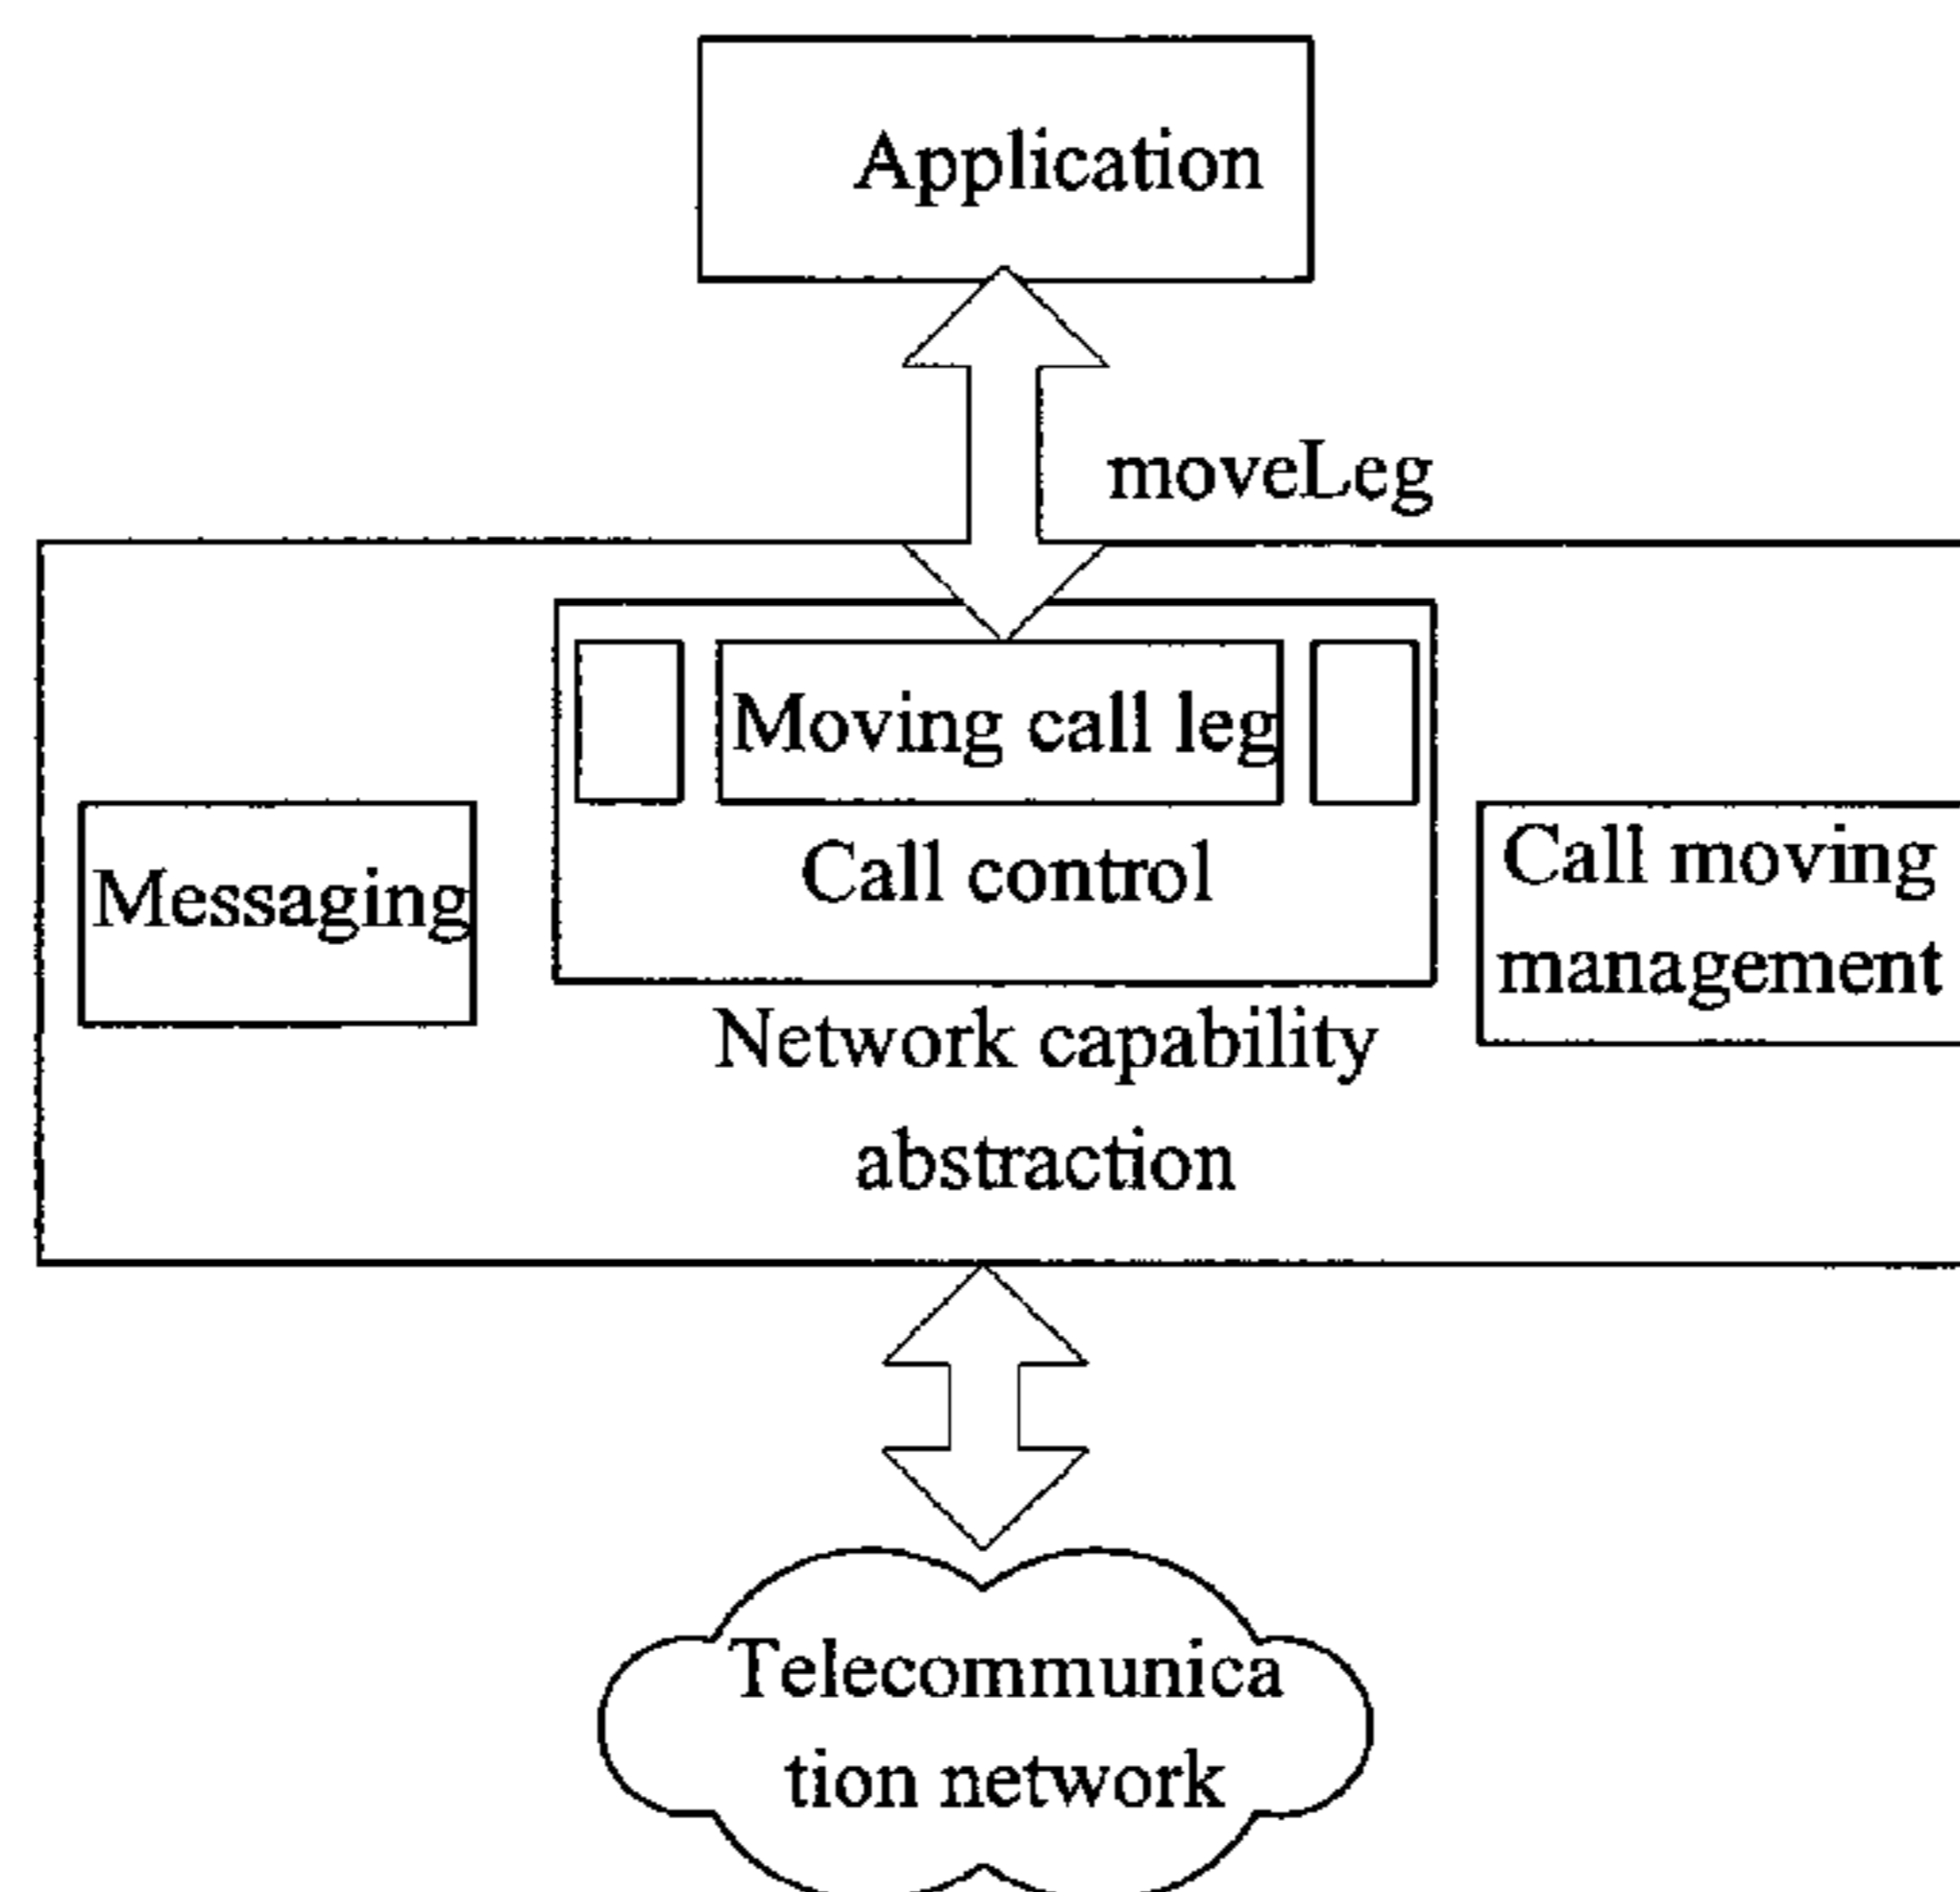 Application
moveLeg
Moving call leg
Call control
Messaging
Call moving
management
Network capability
abstraction
Telecommunica
tion network